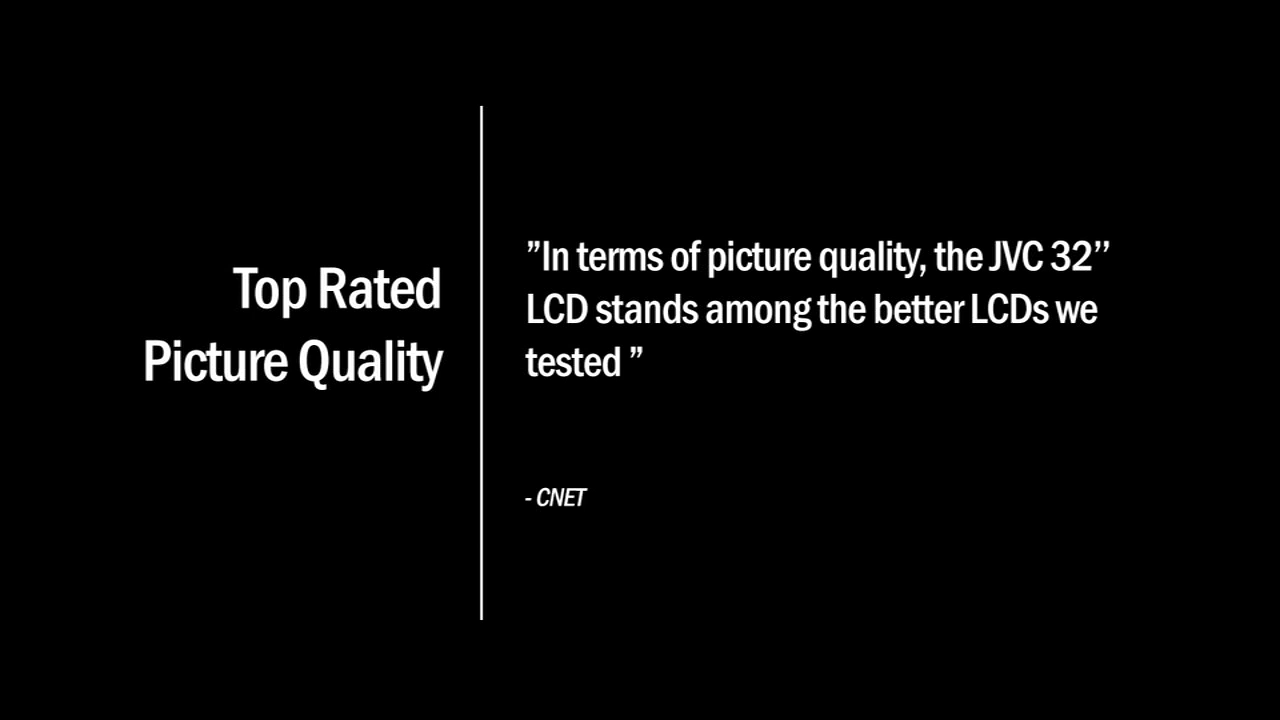 Top Rated
Picture Quality
”In terms of picture quality, the JVC 32’’
LCD stands among the better LCDs we
tested ”
- CNET